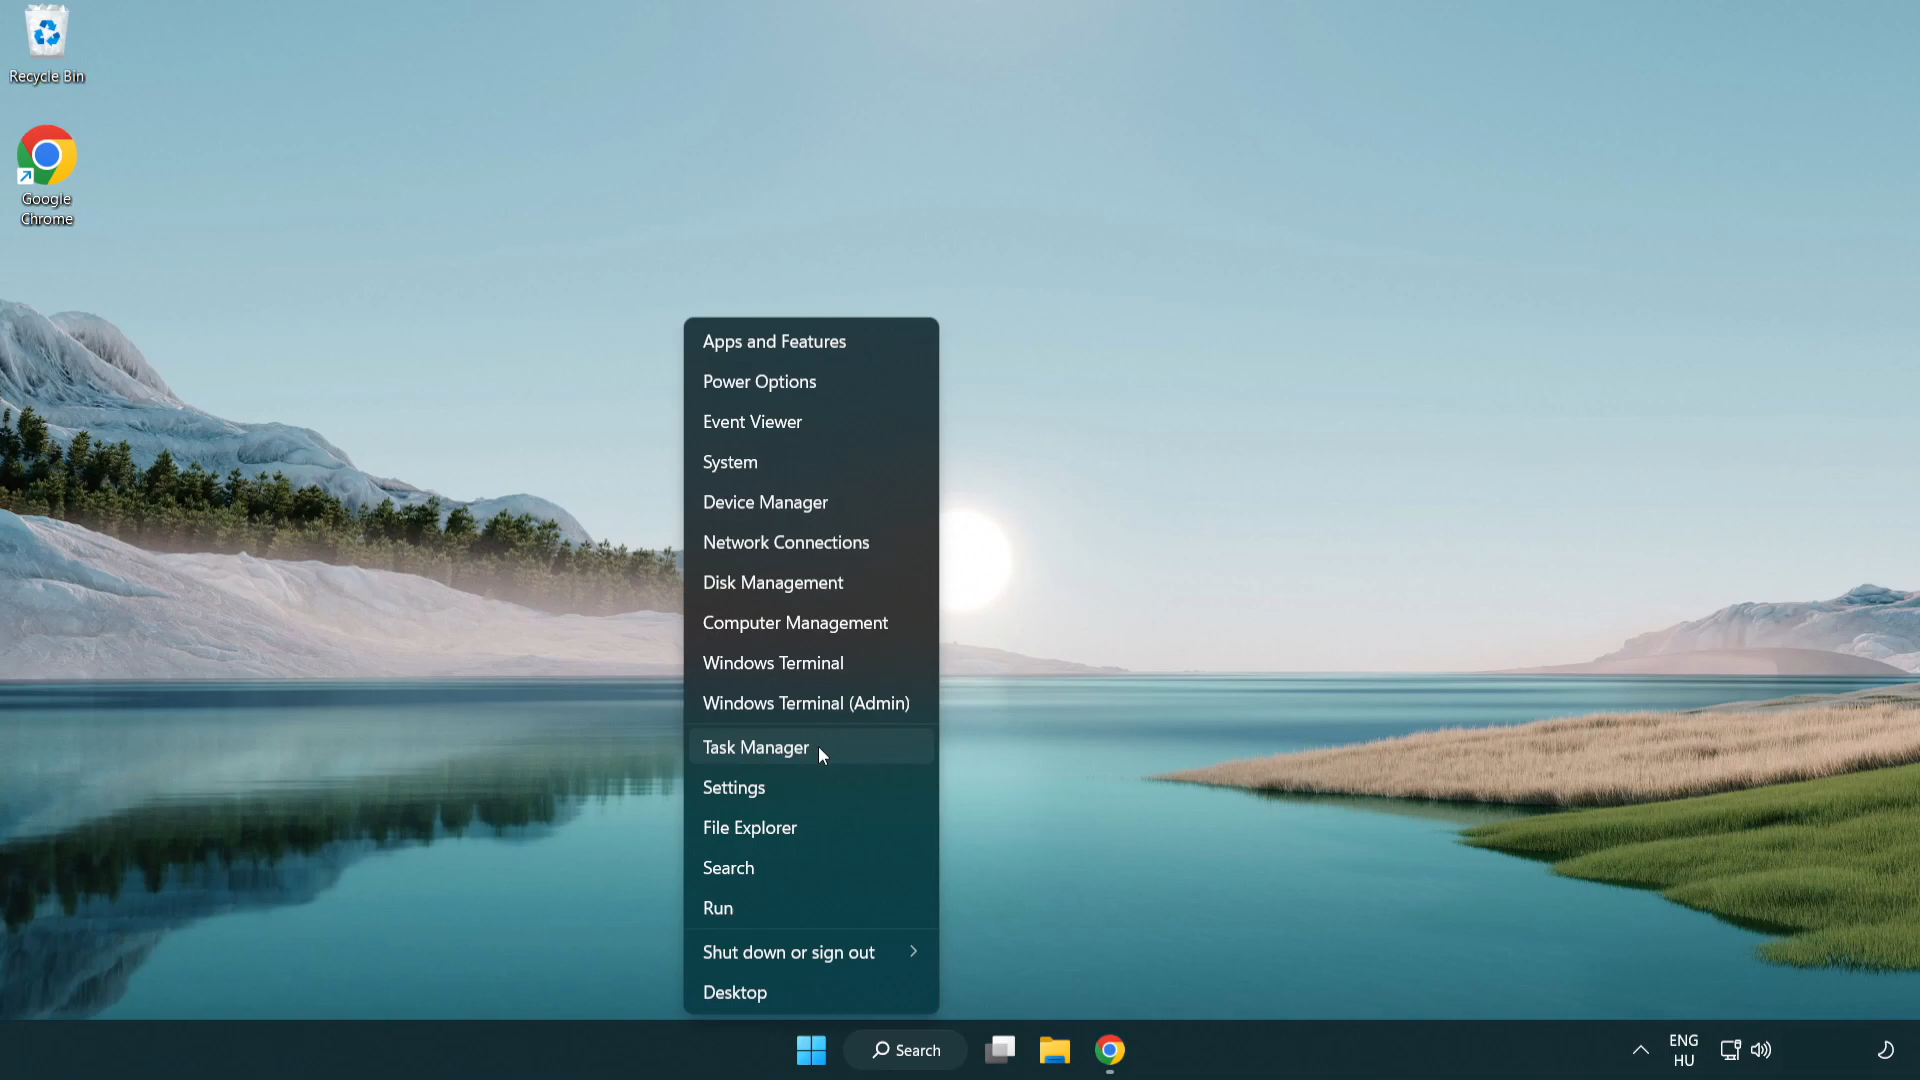 Recycle Bin
Google
Chrome
Apps and Features
Power Options
Event Viewer
System
Device Manager
Network Connections
Disk Management
Computer Management
Windows Terminal
Windows Terminal (Admin)
Task Manager
Settings
File Explorer
Search
Run
Shut down or sign out
Desktop
Search
ENG
HU